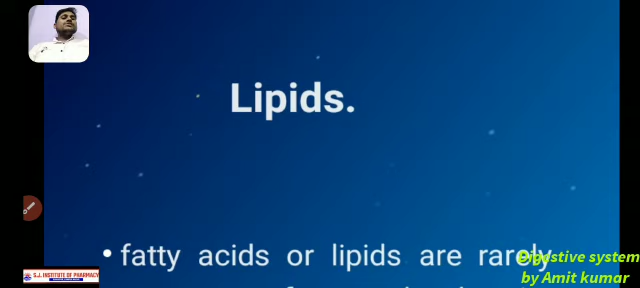 Lipids.
• fatty acids or lipids are rarely
Digestive system
by Amit kumar
S.J. INSTITUTE OF PHARMACY